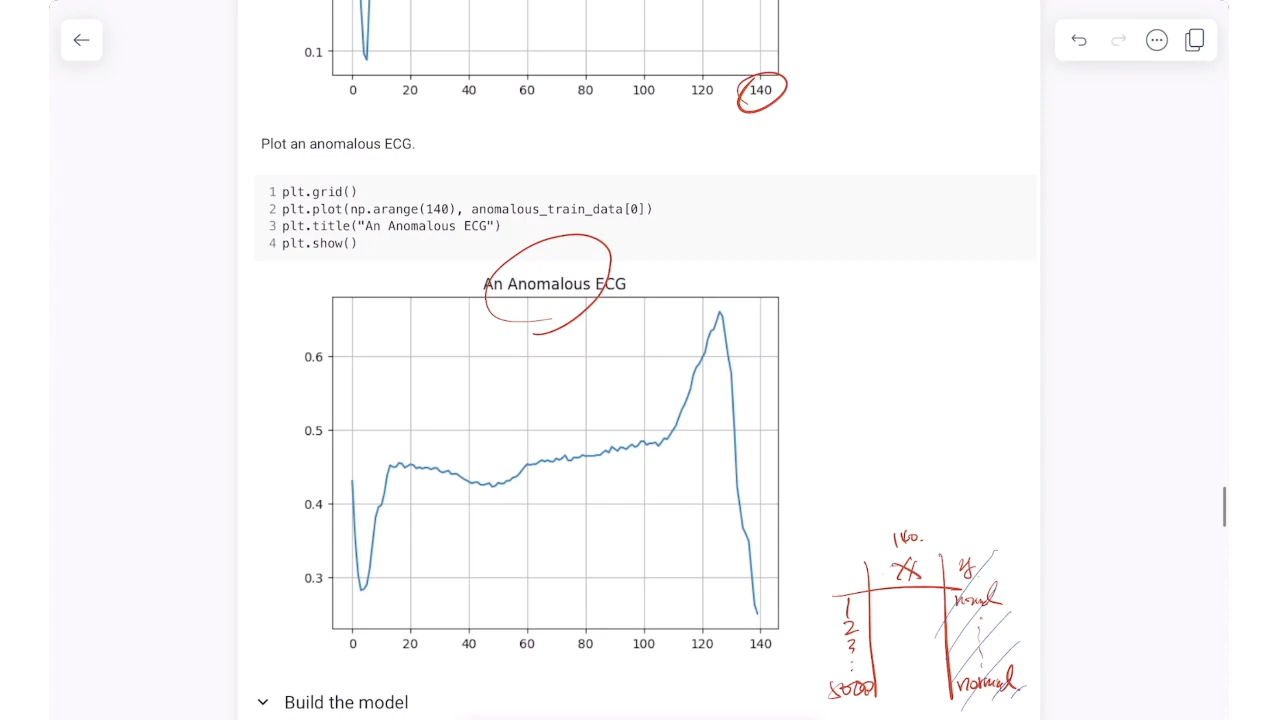 0.1
0 20 40 60 80 100 120 140
Plot an anomalous ECG.
1 plt.grid()
2 plt.plot(np.arange(140), anomalous_train_data[0])
3 plt.title("An Anomalous ECG")
4 plt.show()
An Anomalous ECG
0.6
0.5
0.4
0.3
0 20 40 60 80 100 120 140
140.
X y
1 normal
2
3
:
5000 normal
Build the model